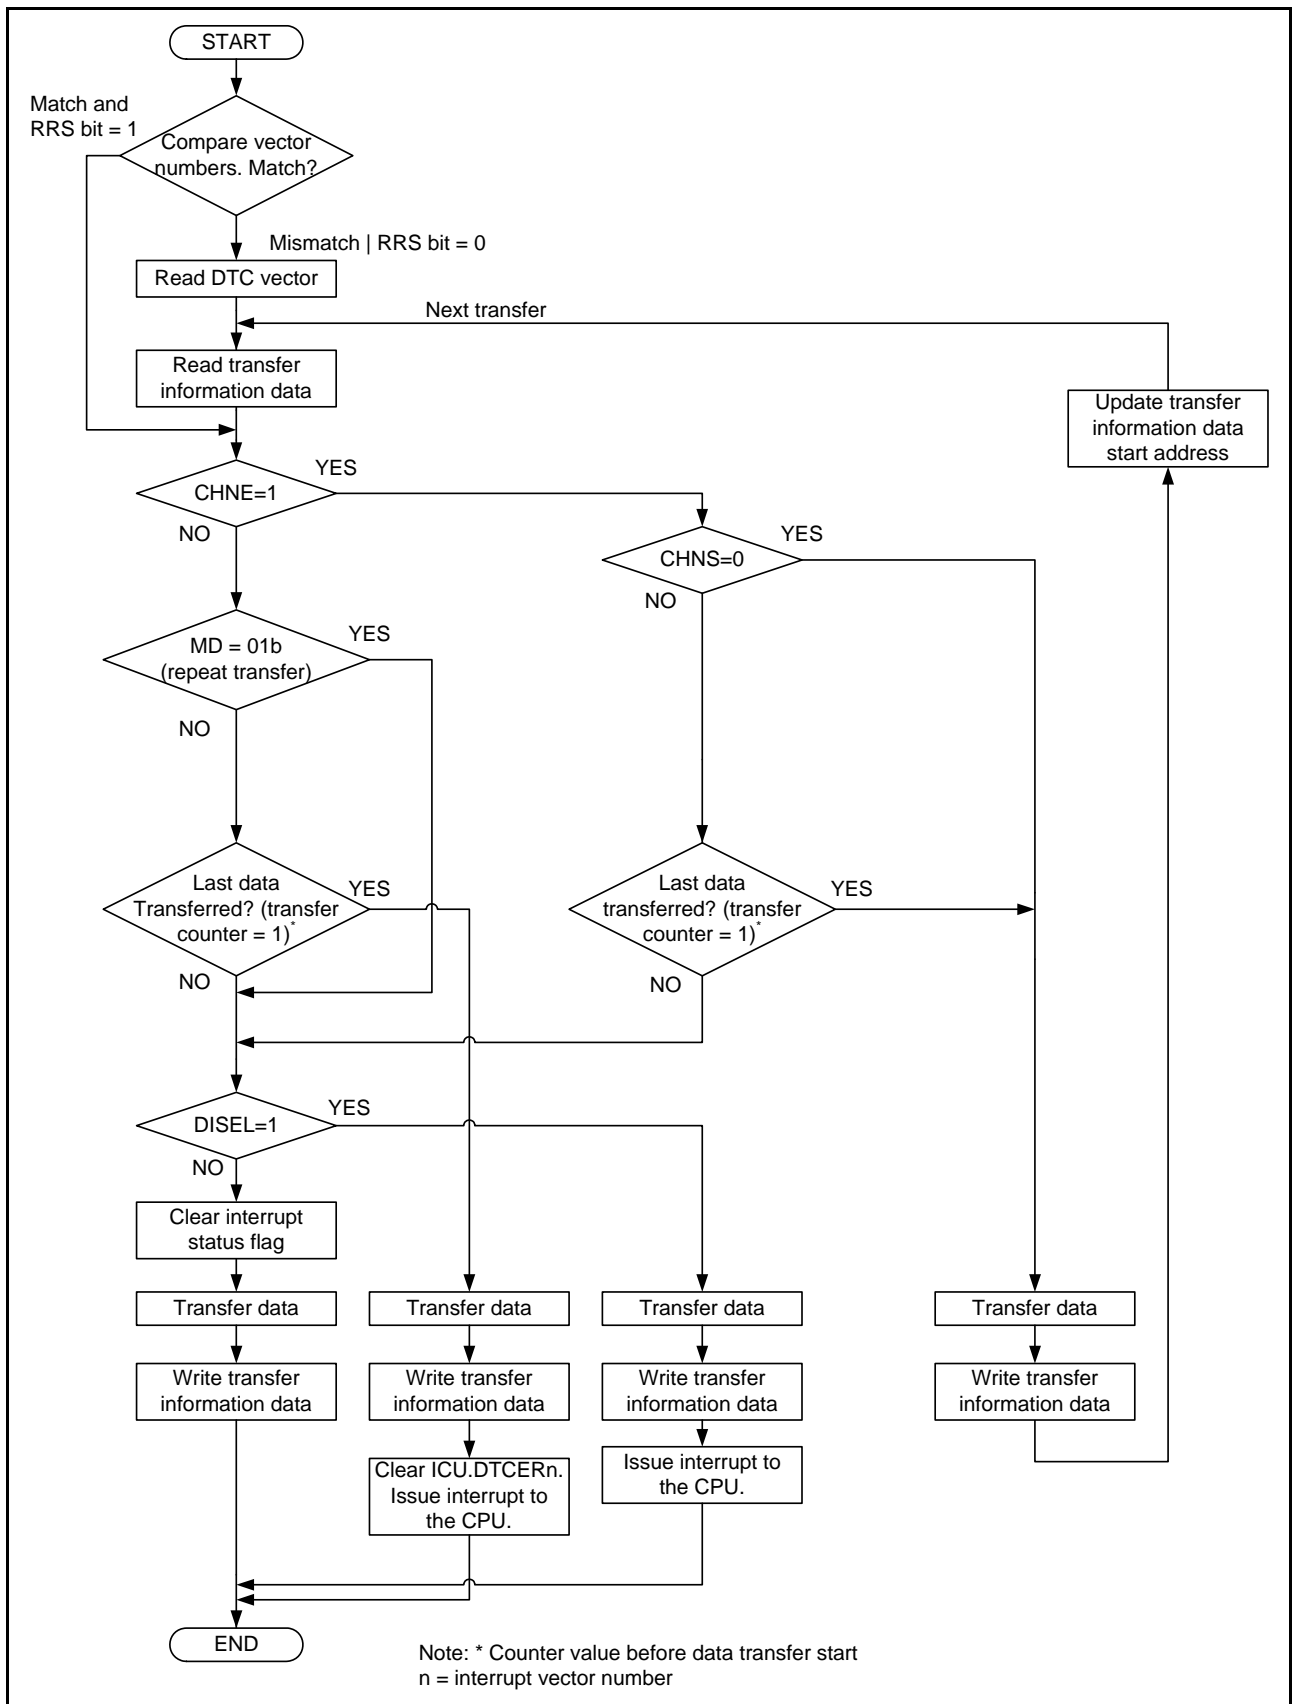 START
Match and
RRS bit = 1
Compare vector
numbers. Match?
Mismatch | RRS bit = 0
Read DTC vector
Next transfer
Read transfer
information data
Update transfer
information data
start address
YES
CHNE=1
NO
YES
CHNS=0
NO
YES
MD = 01b
(repeat transfer)
NO
Last data
Transferred? (transfer
counter = 1)*
YES
NO
Last data
transferred? (transfer
counter = 1)*
YES
NO
YES
DISEL=1
NO
Clear interrupt
status flag
Transfer data
Transfer data
Transfer data
Transfer data
Write transfer
information data
Write transfer
information data
Write transfer
information data
Write transfer
information data
Clear ICU.DTCERn.
Issue interrupt to
the CPU.
Issue interrupt to
the CPU.
END
Note: * Counter value before data transfer start
n = interrupt vector number